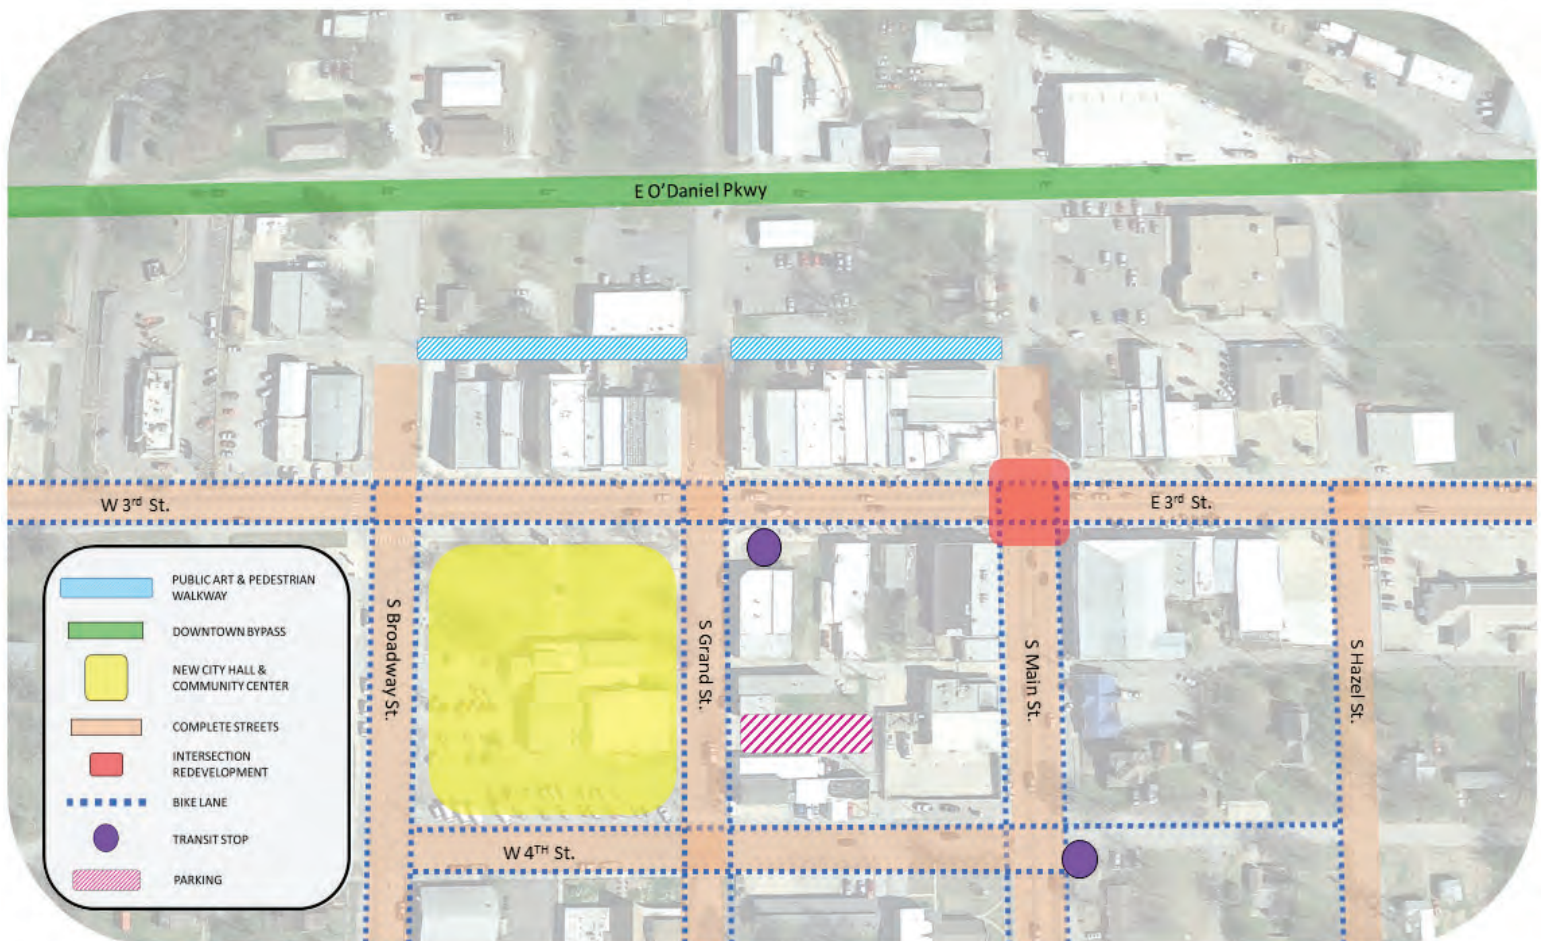 E O'Daniel Pkwy
W 3rd St.
E 3rd St.
S Broadway St.
S Grand St.
S Main St.
S Hazel St.
W 4TH St.
PUBLIC ART & PEDESTRIAN
WALKWAY
DOWNTOWN BYPASS
NEW CITY HALL &
COMMUNITY CENTER
COMPLETE STREETS
INTERSECTION
REDEVELOPMENT
BIKE LANE
TRANSIT STOP
PARKING